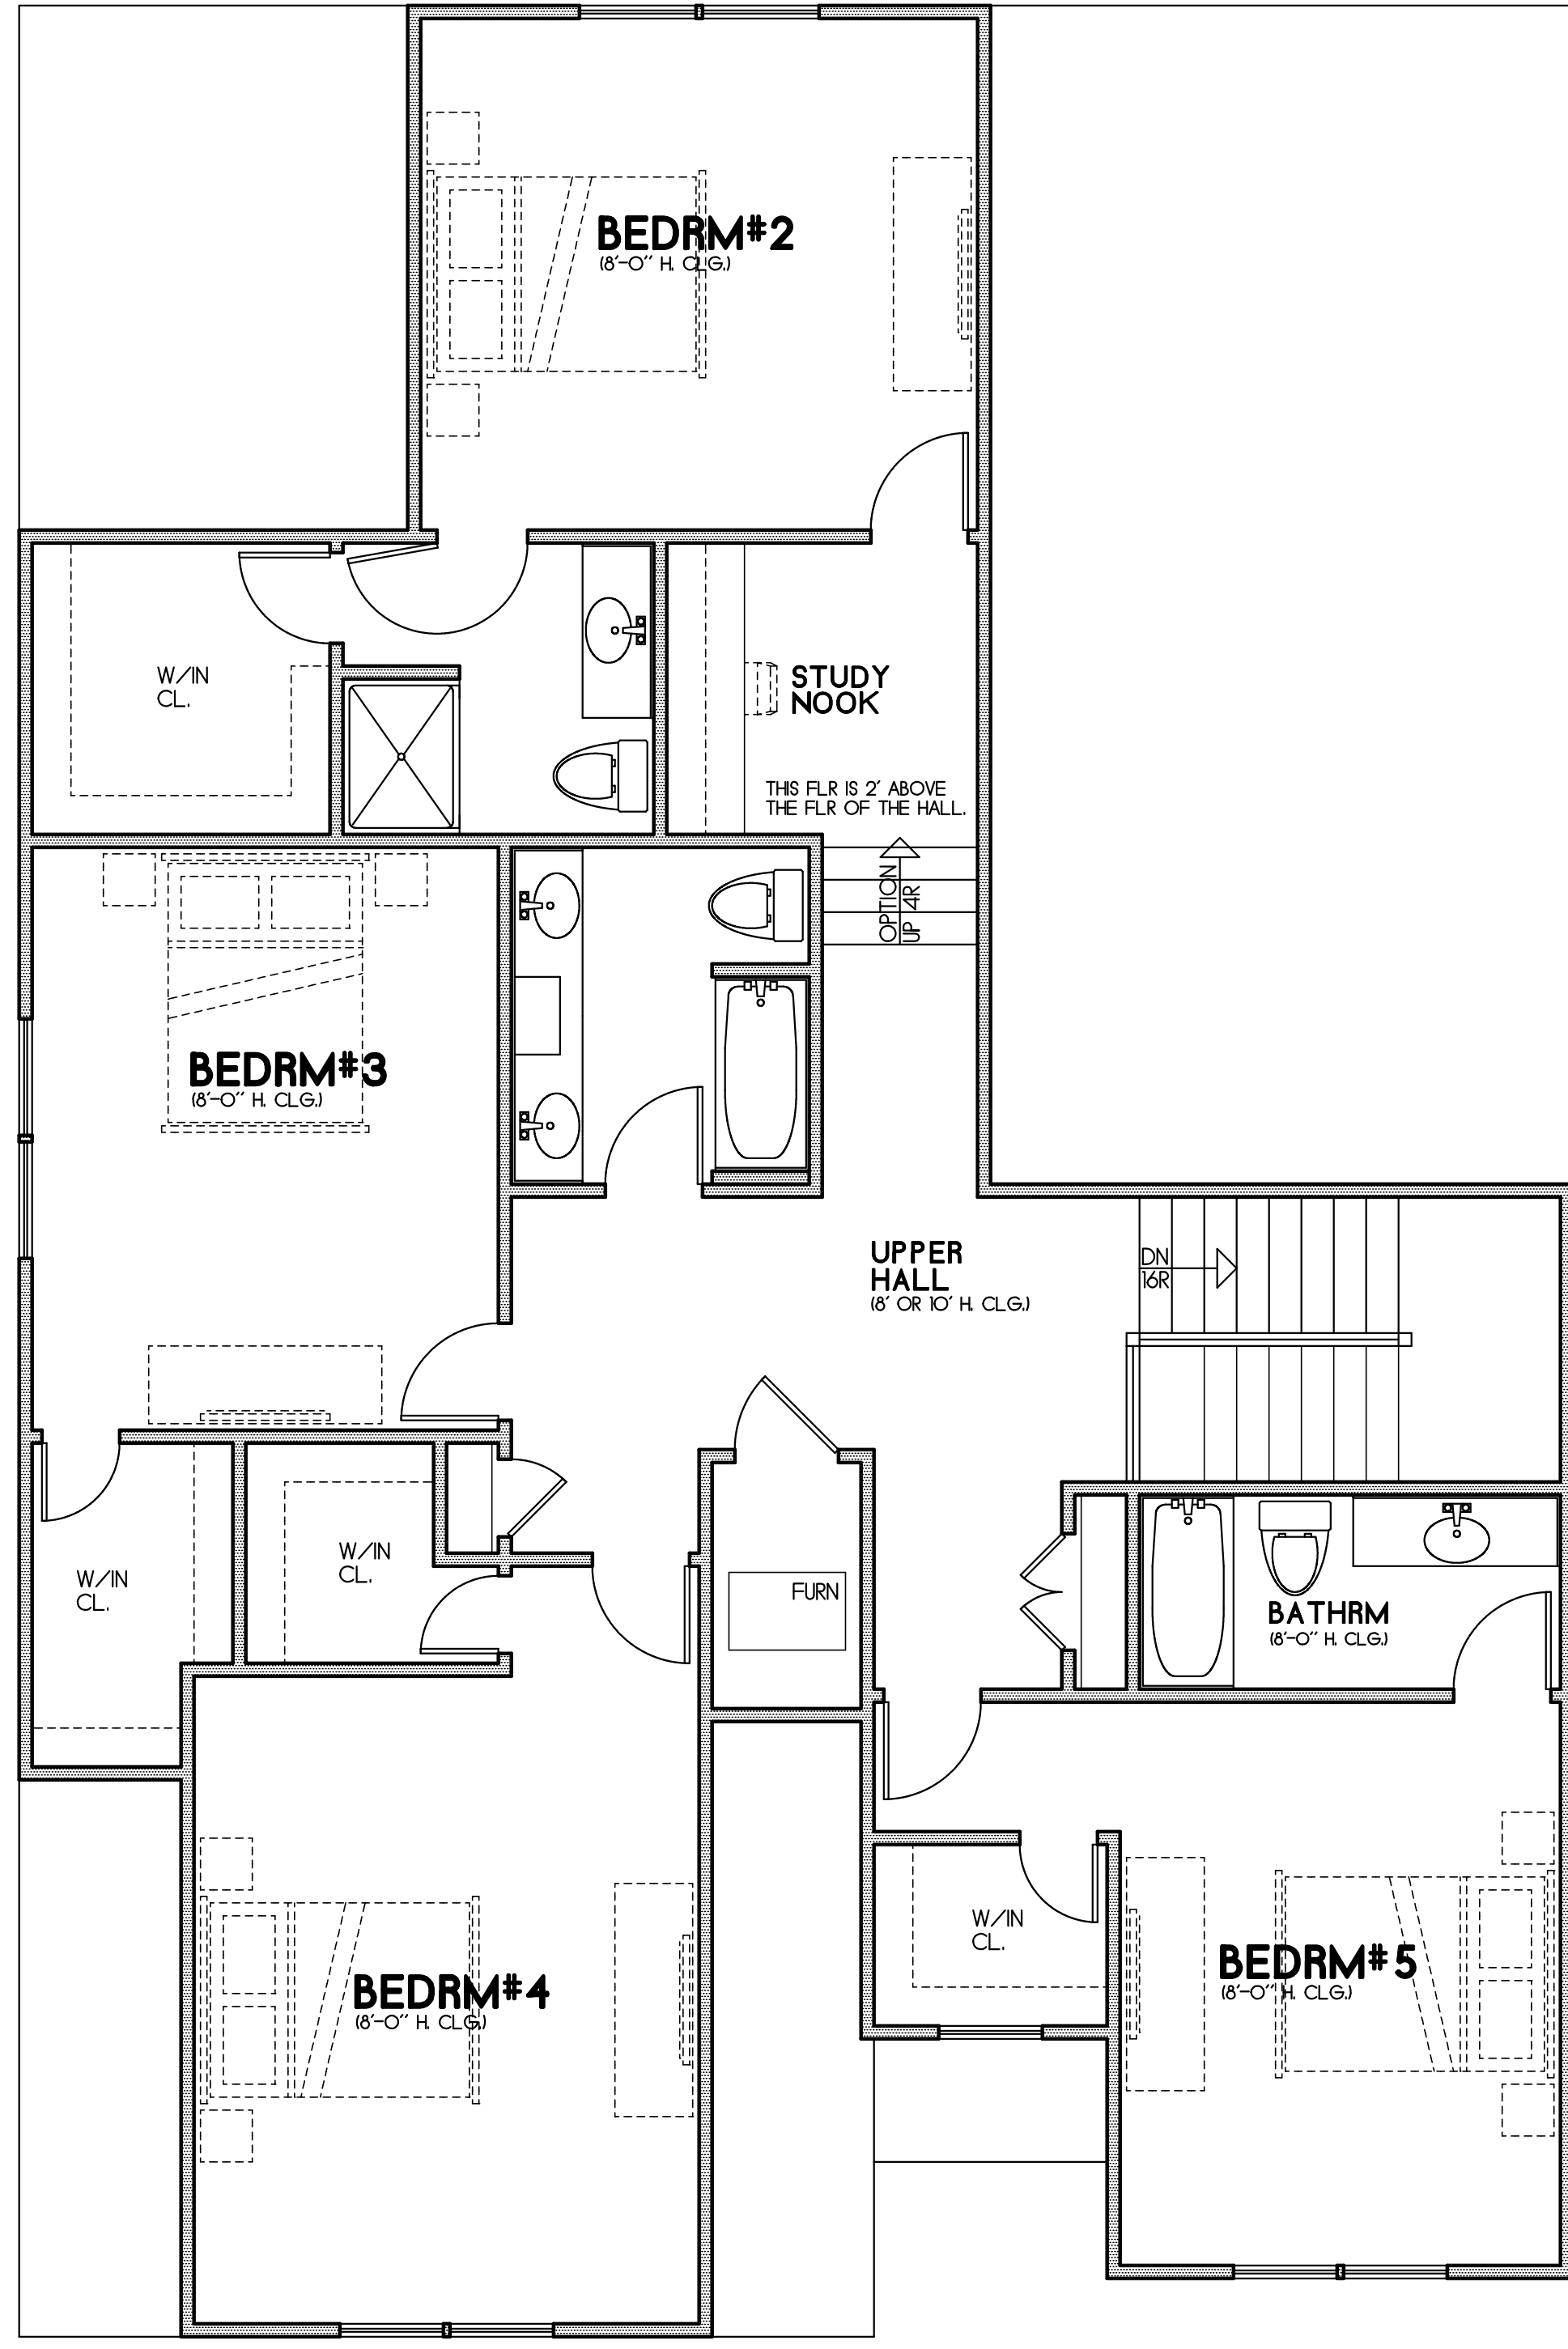 BEDRM#2
(8'-0" H. CLG.)
W/IN
CL.
STUDY
NOOK
THIS FLR IS 2' ABOVE
THE FLR OF THE HALL.
OPTION
UP 4R
BEDRM#3
(8'-0" H. CLG.)
UPPER
HALL
(8' OR 10' H. CLG.)
DN
16R
W/IN
CL.
W/IN
CL.
FURN
BATHRM
(8'-0" H. CLG.)
W/IN
CL.
BEDRM#4
(8'-0" H. CLG.)
BEDRM#5
(8'-0" H. CLG.)